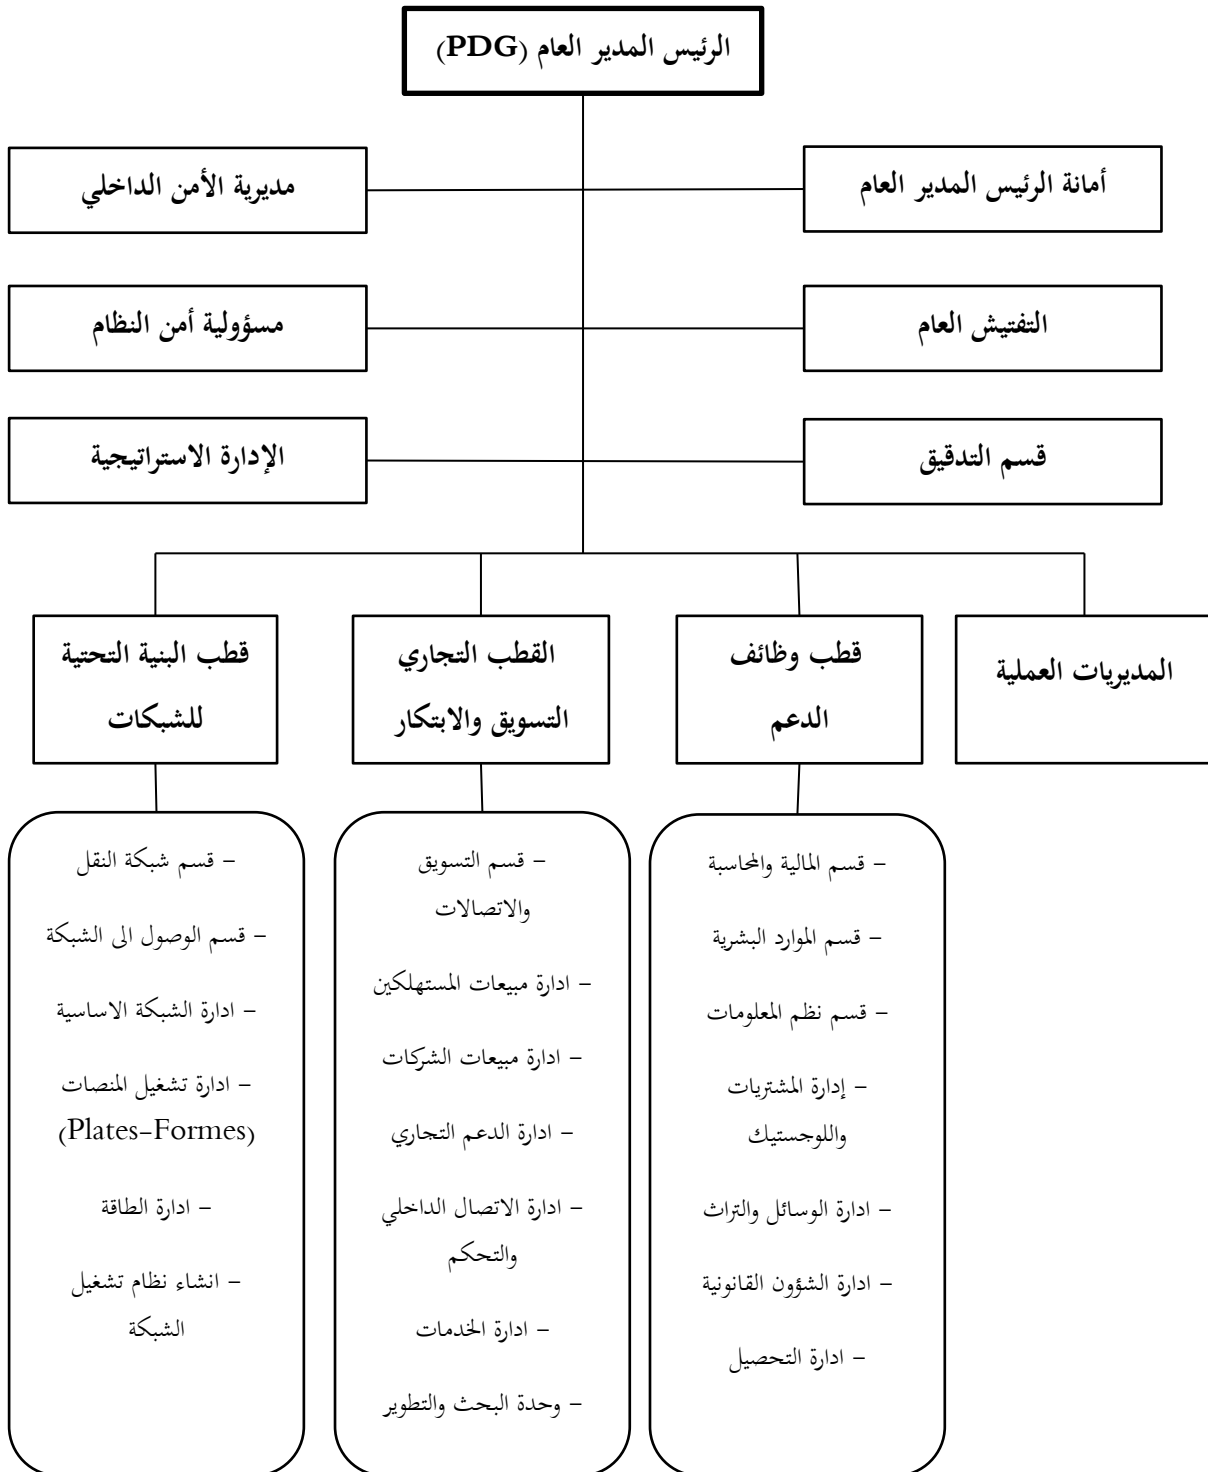 الرئيس المدير العام (PDG)
أمانة الرئيس المدير العام
مديرية الأمن الداخلي
التفتيش العام
مسؤولية أمن النظام
قسم التدقيق
الإدارة الاستراتيجية
المديريات العملية
قطب وظائف
الدعم
القطب التجاري
التسويق والابتكار
قطب البنية التحتية
للشبكات
- قسم المالية والمحاسبة
- قسم الموارد البشرية
- قسم نظم المعلومات
- إدارة المشتريات
واللوجستيك
- ادارة الوسائل والتراث
- ادارة الشؤون القانونية
- ادارة التحصيل
- قسم التسويق
والاتصالات
- ادارة مبيعات المستهلكين
- ادارة مبيعات الشركات
- ادارة الدعم التجاري
- ادارة الاتصال الداخلي
والتحكم
- ادارة الخدمات
- وحدة البحث والتطوير
- قسم شبكة النقل
- قسم الوصول الى الشبكة
- ادارة الشبكة الاساسية
- ادارة تشغيل المنصات
(Plates-Formes)
- ادارة الطاقة
- انشاء نظام تشغيل
الشبكة